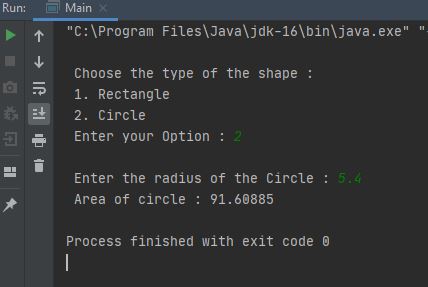 Run: Main ×
"C:\Program Files\Java\jdk-16\bin\java.exe" "
Choose the type of the shape :
1. Rectangle
2. Circle
Enter your Option : 2
Enter the radius of the Circle : 5.4
Area of circle : 91.60885
Process finished with exit code 0